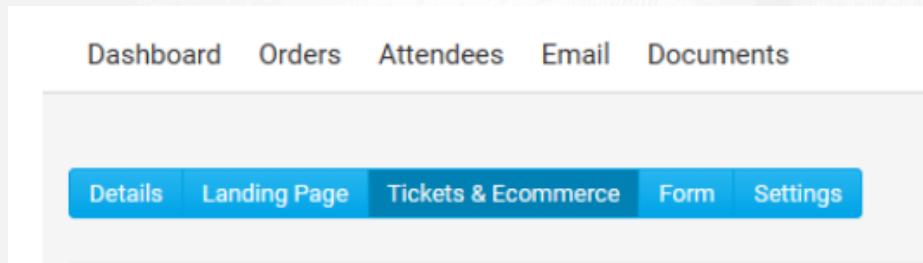 Dashboard Orders Attendees Email Documents
Details Landing Page Tickets & Ecommerce Form Settings